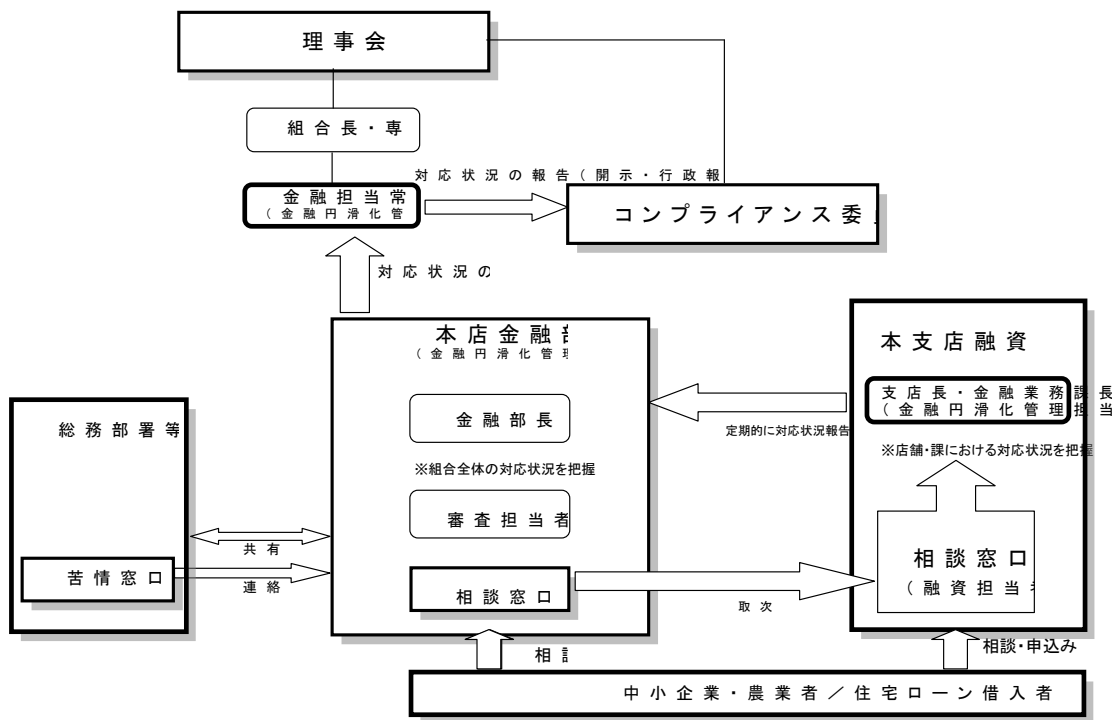 理事会
組合長・専
金融担当常
(金融円滑化管
対応状況の報告(開示・行政報
コンプライアンス委
対応状況の
本店金融部
(金融円滑化管理
金融部長
※組合全体の対応状況を把握
審査担当者
相談窓口
本支店融資
支店長・金融業務課長
(金融円滑化管理担当
※店舗・課における対応状況を把握
定期的に対応状況報告
相談窓口
(融資担当
総務部署等
苦情窓口
共有
連絡
取次
相談
相談・申込み
中小企業・農業者/住宅ローン借入者